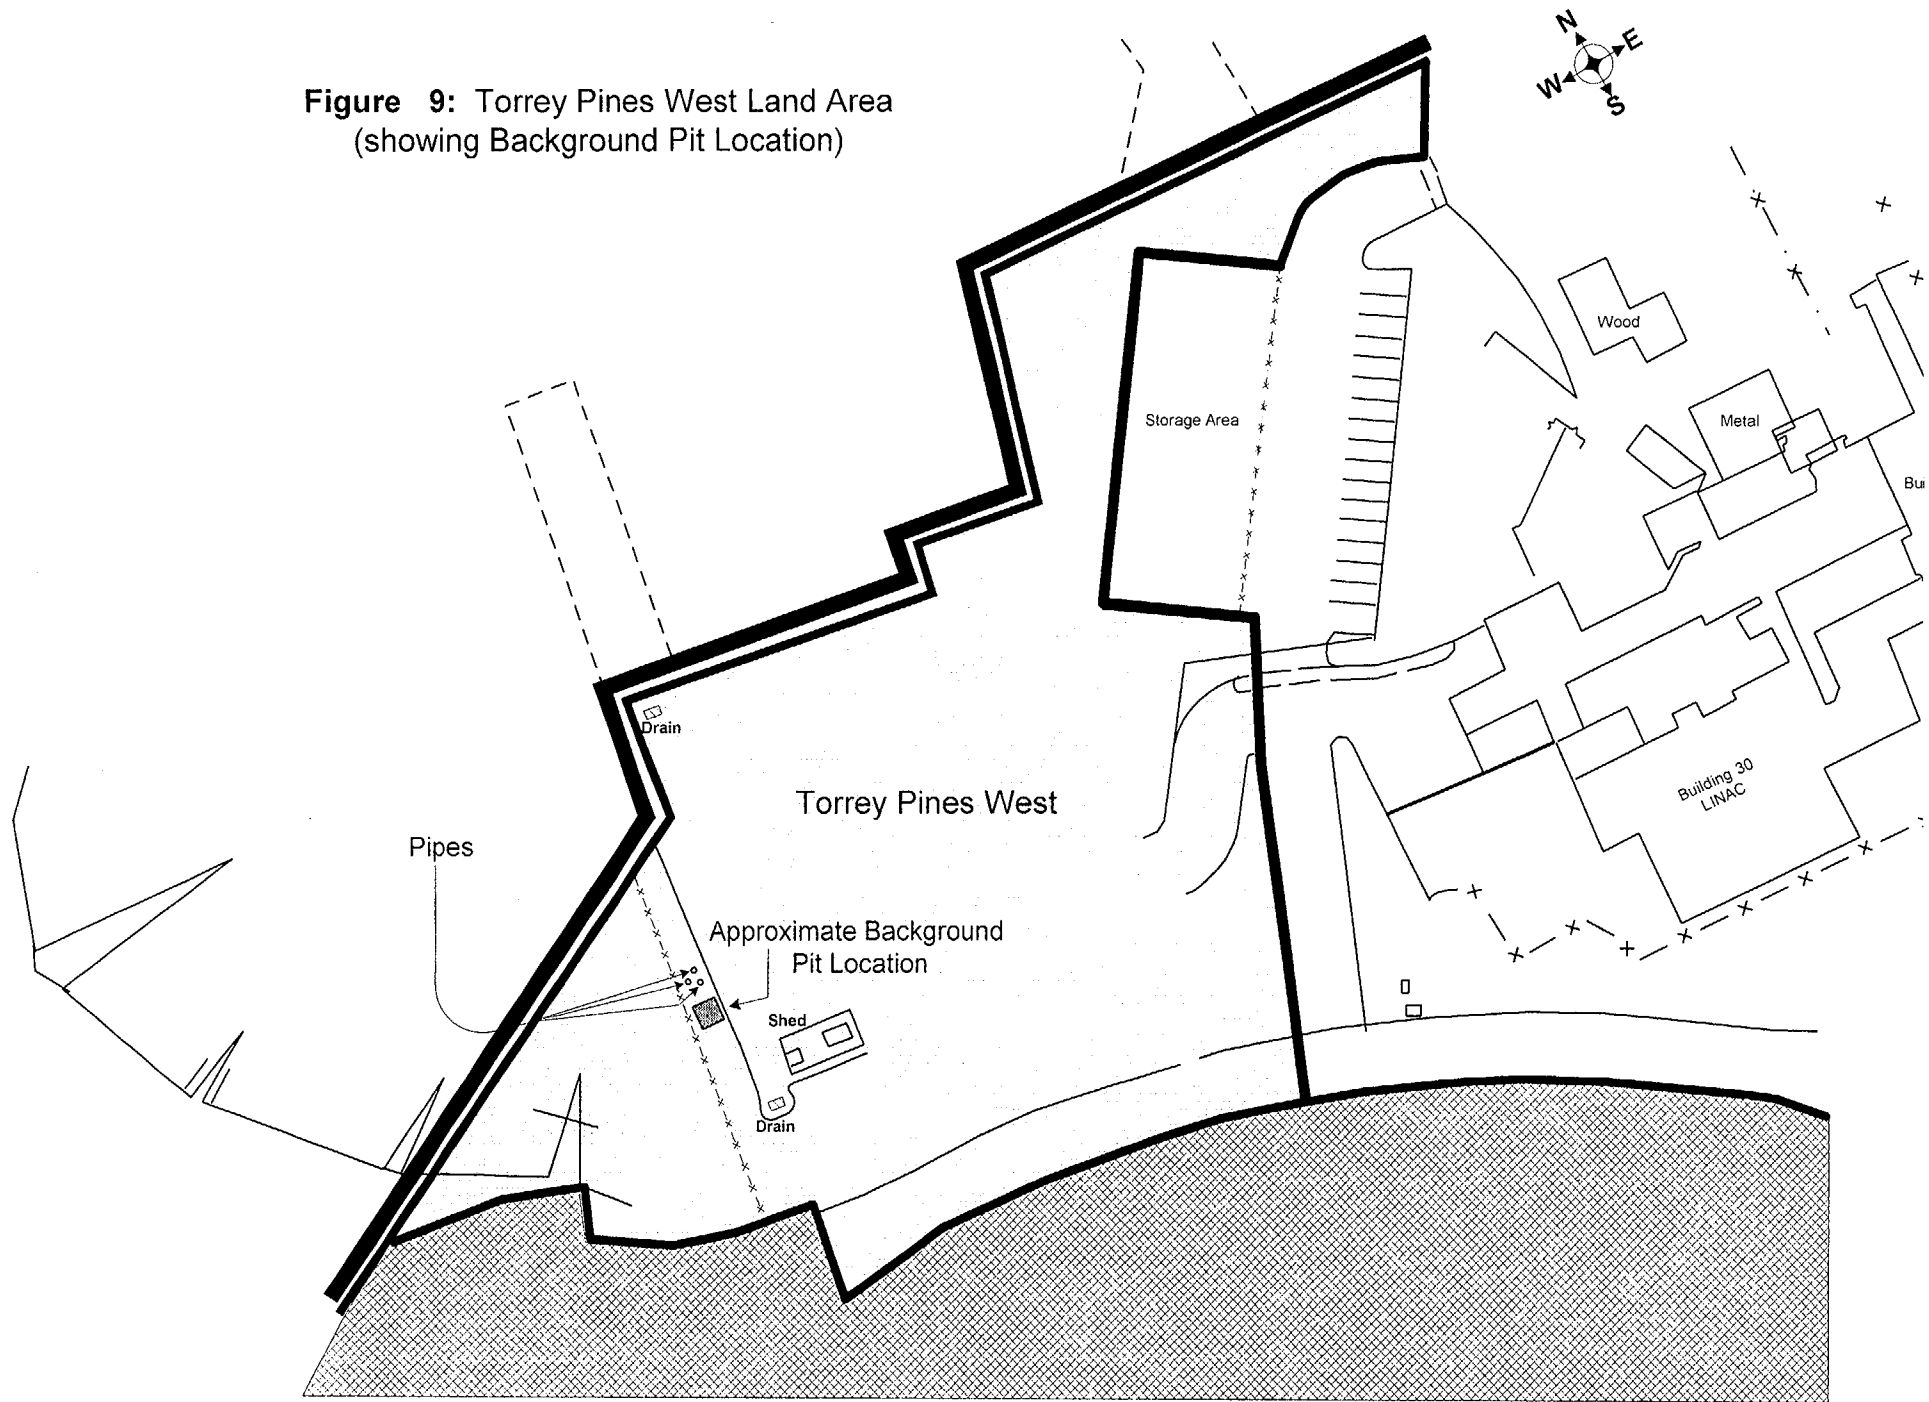 Figure 9: Torrey Pines West Land Area
(showing Background Pit Location)
N
E
W
S
Wood
Storage Area
Metal
Bui
Drain
Building 30
LINAC
Torrey Pines West
Pipes
Approximate Background
Pit Location
Shed
Drain